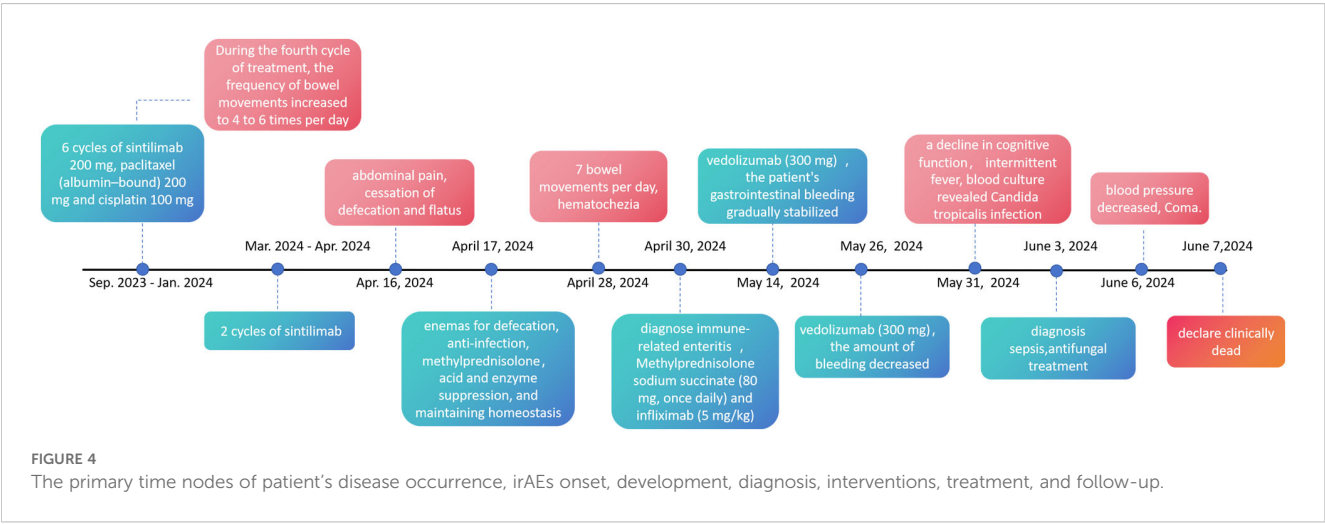 During the fourth cycle
of treatment, the
frequency of bowel
movements increased
to 4 to 6 times per day
6 cycles of sintilimab
200 mg, paclitaxel
(albumin–bound) 200
mg and cisplatin 100 mg
abdominal pain,
cessation of
defecation and flatus
7 bowel
movements per day,
hematochezia
vedolizumab (300 mg) ,
the patient's
gastrointestinal bleeding
gradually stabilized
a decline in cognitive
function, intermittent
fever, blood culture
revealed Candida
tropicalis infection
blood pressure
decreased, Coma.
Mar. 2024 - Apr. 2024
April 17, 2024
April 30, 2024
May 26, 2024
June 3, 2024
June 7,2024
Sep. 2023 - Jan. 2024
Apr. 16, 2024
April 28, 2024
May 14, 2024
May 31, 2024
June 6, 2024
2 cycles of sintilimab
enemas for defecation,
anti-infection,
methylprednisolone,
acid and enzyme
suppression, and
maintaining homeostasis
diagnose immune-
related enteritis ,
Methylprednisolone
sodium succinate (80
mg, once daily) and
infliximab (5 mg/kg)
vedolizumab (300 mg),
the amount of
bleeding decreased
diagnosis
sepsis,antifungal
treatment
declare clinically
dead
FIGURE 4
The primary time nodes of patient's disease occurrence, irAEs onset, development, diagnosis, interventions, treatment, and follow-up.